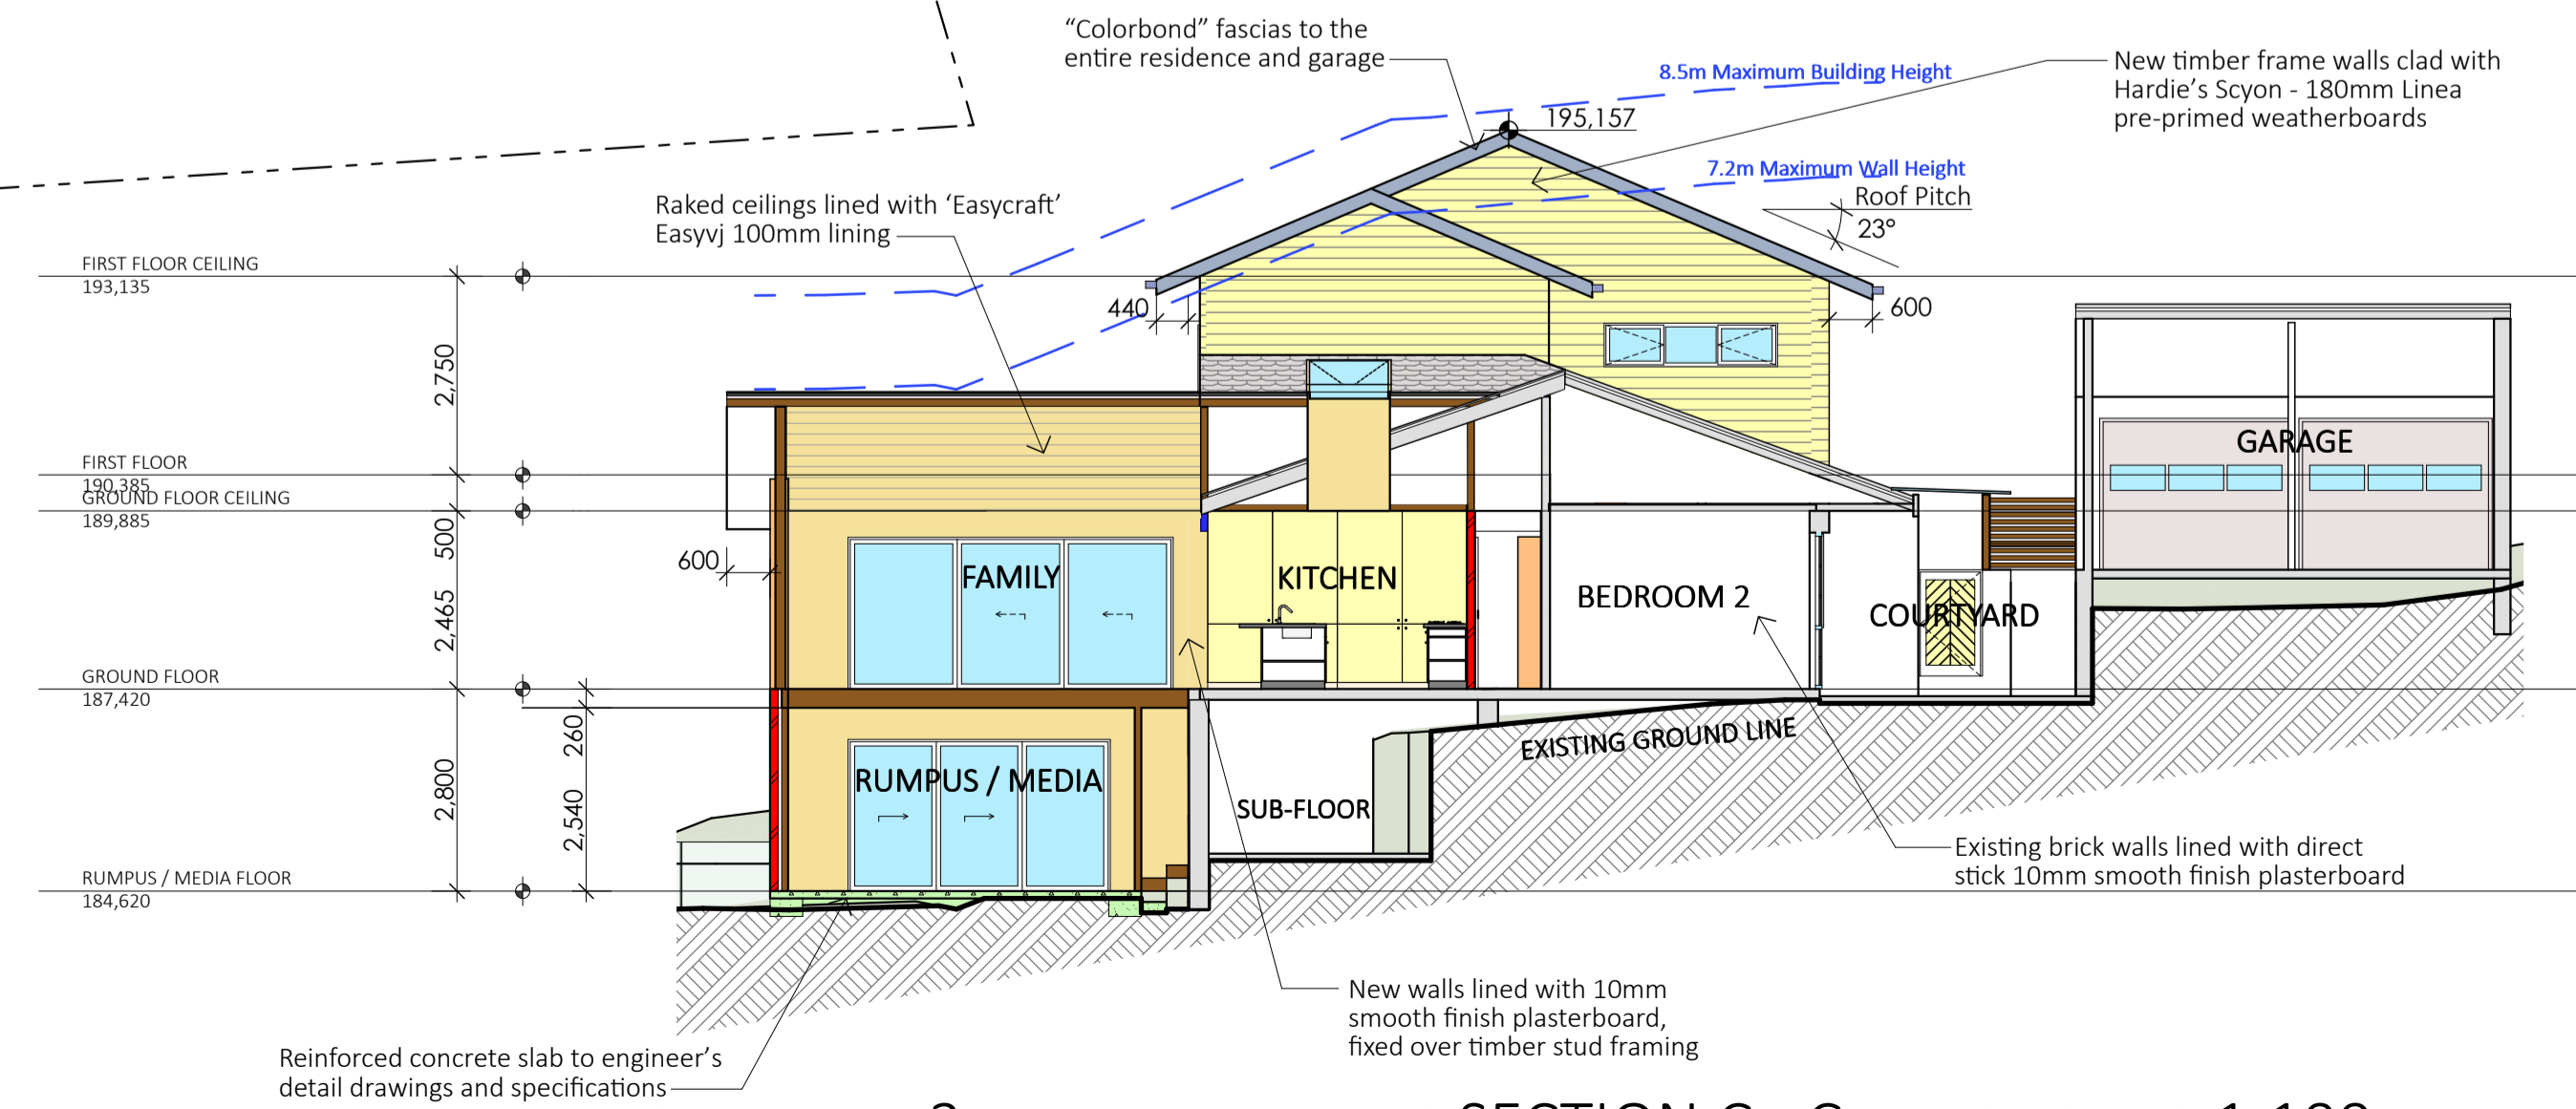 “Colorbond” fascias to the
entire residence and garage
8.5m Maximum Building Height
New timber frame walls clad with
Hardie’s Scyon - 180mm Linea
pre-primed weatherboards
195,157
7.2m Maximum Wall Height
Roof Pitch
23°
Raked ceilings lined with ‘Easycraft’
Easyvj 100mm lining
FIRST FLOOR CEILING
193,135
440
600
2,750
GARAGE
FIRST FLOOR
190,385
GROUND FLOOR CEILING
189,885
500
600
FAMILY
KITCHEN
BEDROOM 2
COURTYARD
2,465
GROUND FLOOR
187,420
260
EXISTING GROUND LINE
2,800
2,540
RUMPUS / MEDIA
SUB-FLOOR
Existing brick walls lined with direct
stick 10mm smooth finish plasterboard
RUMPUS / MEDIA FLOOR
184,620
New walls lined with 10mm
smooth finish plasterboard,
fixed over timber stud framing
Reinforced concrete slab to engineer’s
detail drawings and specifications